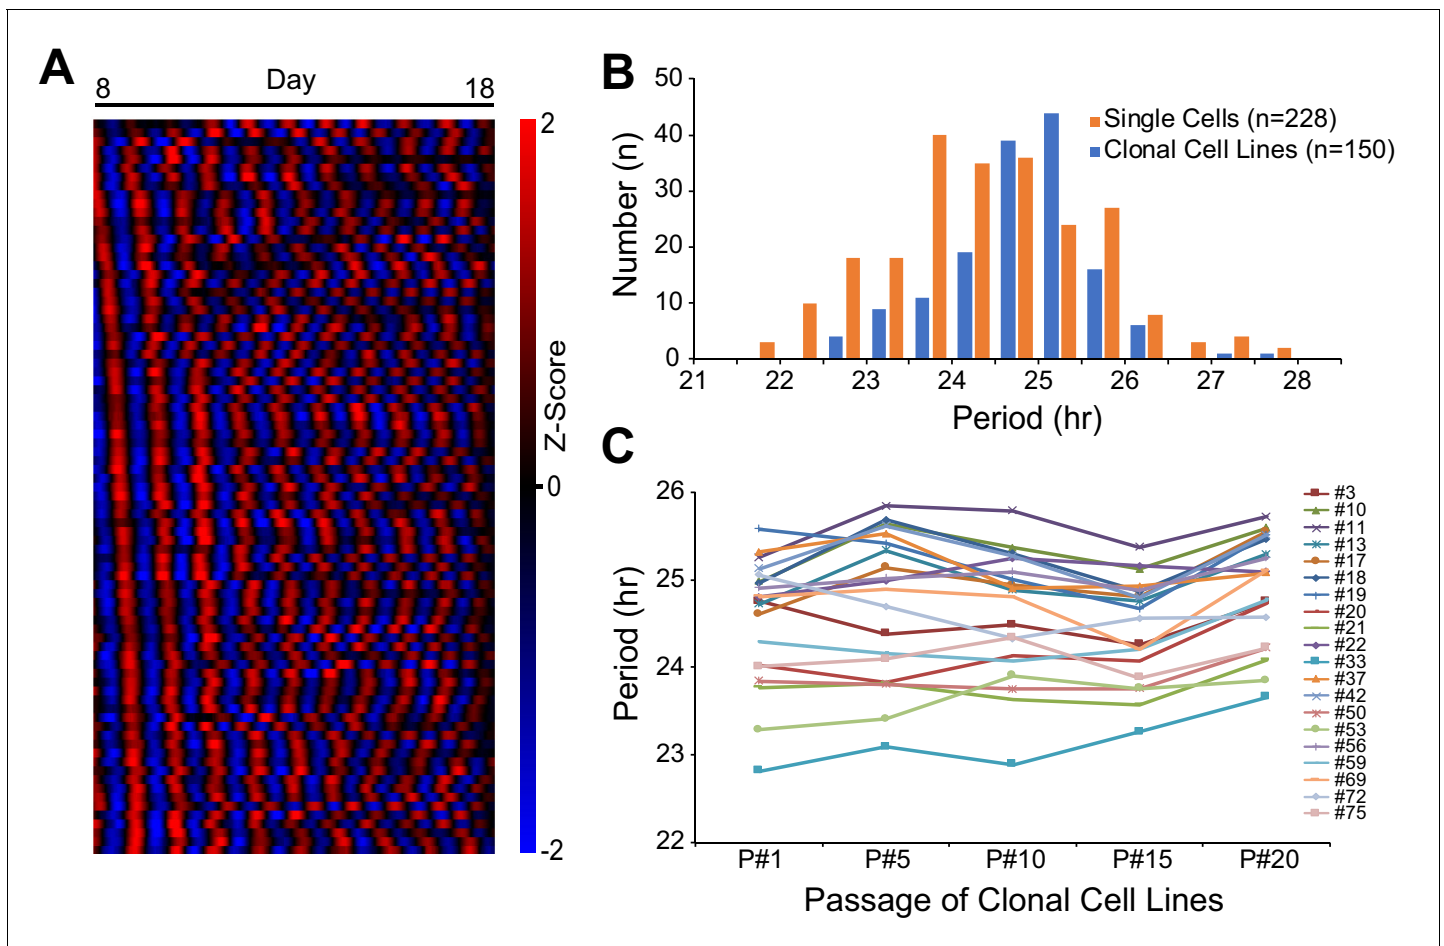 A
Day
8 18
2
0
-2
Z-Score
B
50
40
30
20
10
0
Number (n)
Single Cells (n=228)
Clonal Cell Lines (n=150)
21 22 23 24 25 26 27 28
Period (hr)
C
26
25
24
23
22
Period (hr)
P#1 P#5 P#10 P#15 P#20
Passage of Clonal Cell Lines
#3
#10
#11
#13
#17
#18
#19
#20
#21
#22
#33
#37
#42
#50
#53
#56
#59
#69
#72
#75